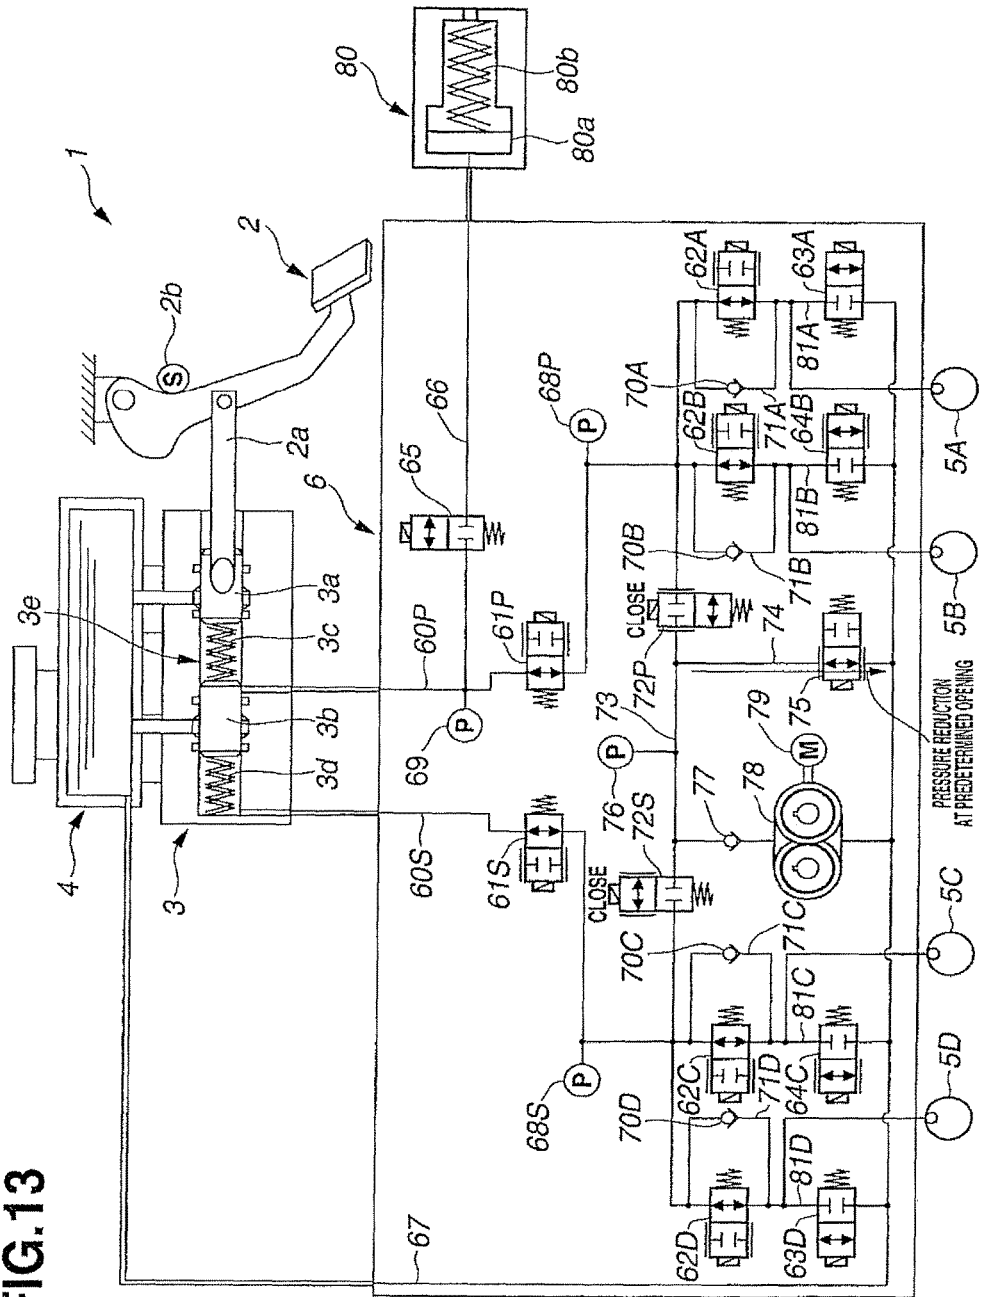 FIG.13
1
2
2b
S
2a
80
80b
80a
4
3
3e
3a
3c
3b
3d
6
65
66
60P
61P
68P
P
69
P
60S
61S
68S
P
67
62A
63A
81A
70A
71A
62B
64B
81B
70B
71B
5A
5B
CLOSE
72P
74
75
PRESSURE REDUCTION
AT PREDETERMINED OPENING
73
76
P
77
78
79
M
72S
CLOSE
70C
71C
62C
64C
81C
5C
70D
71D
62D
63D
81D
5D